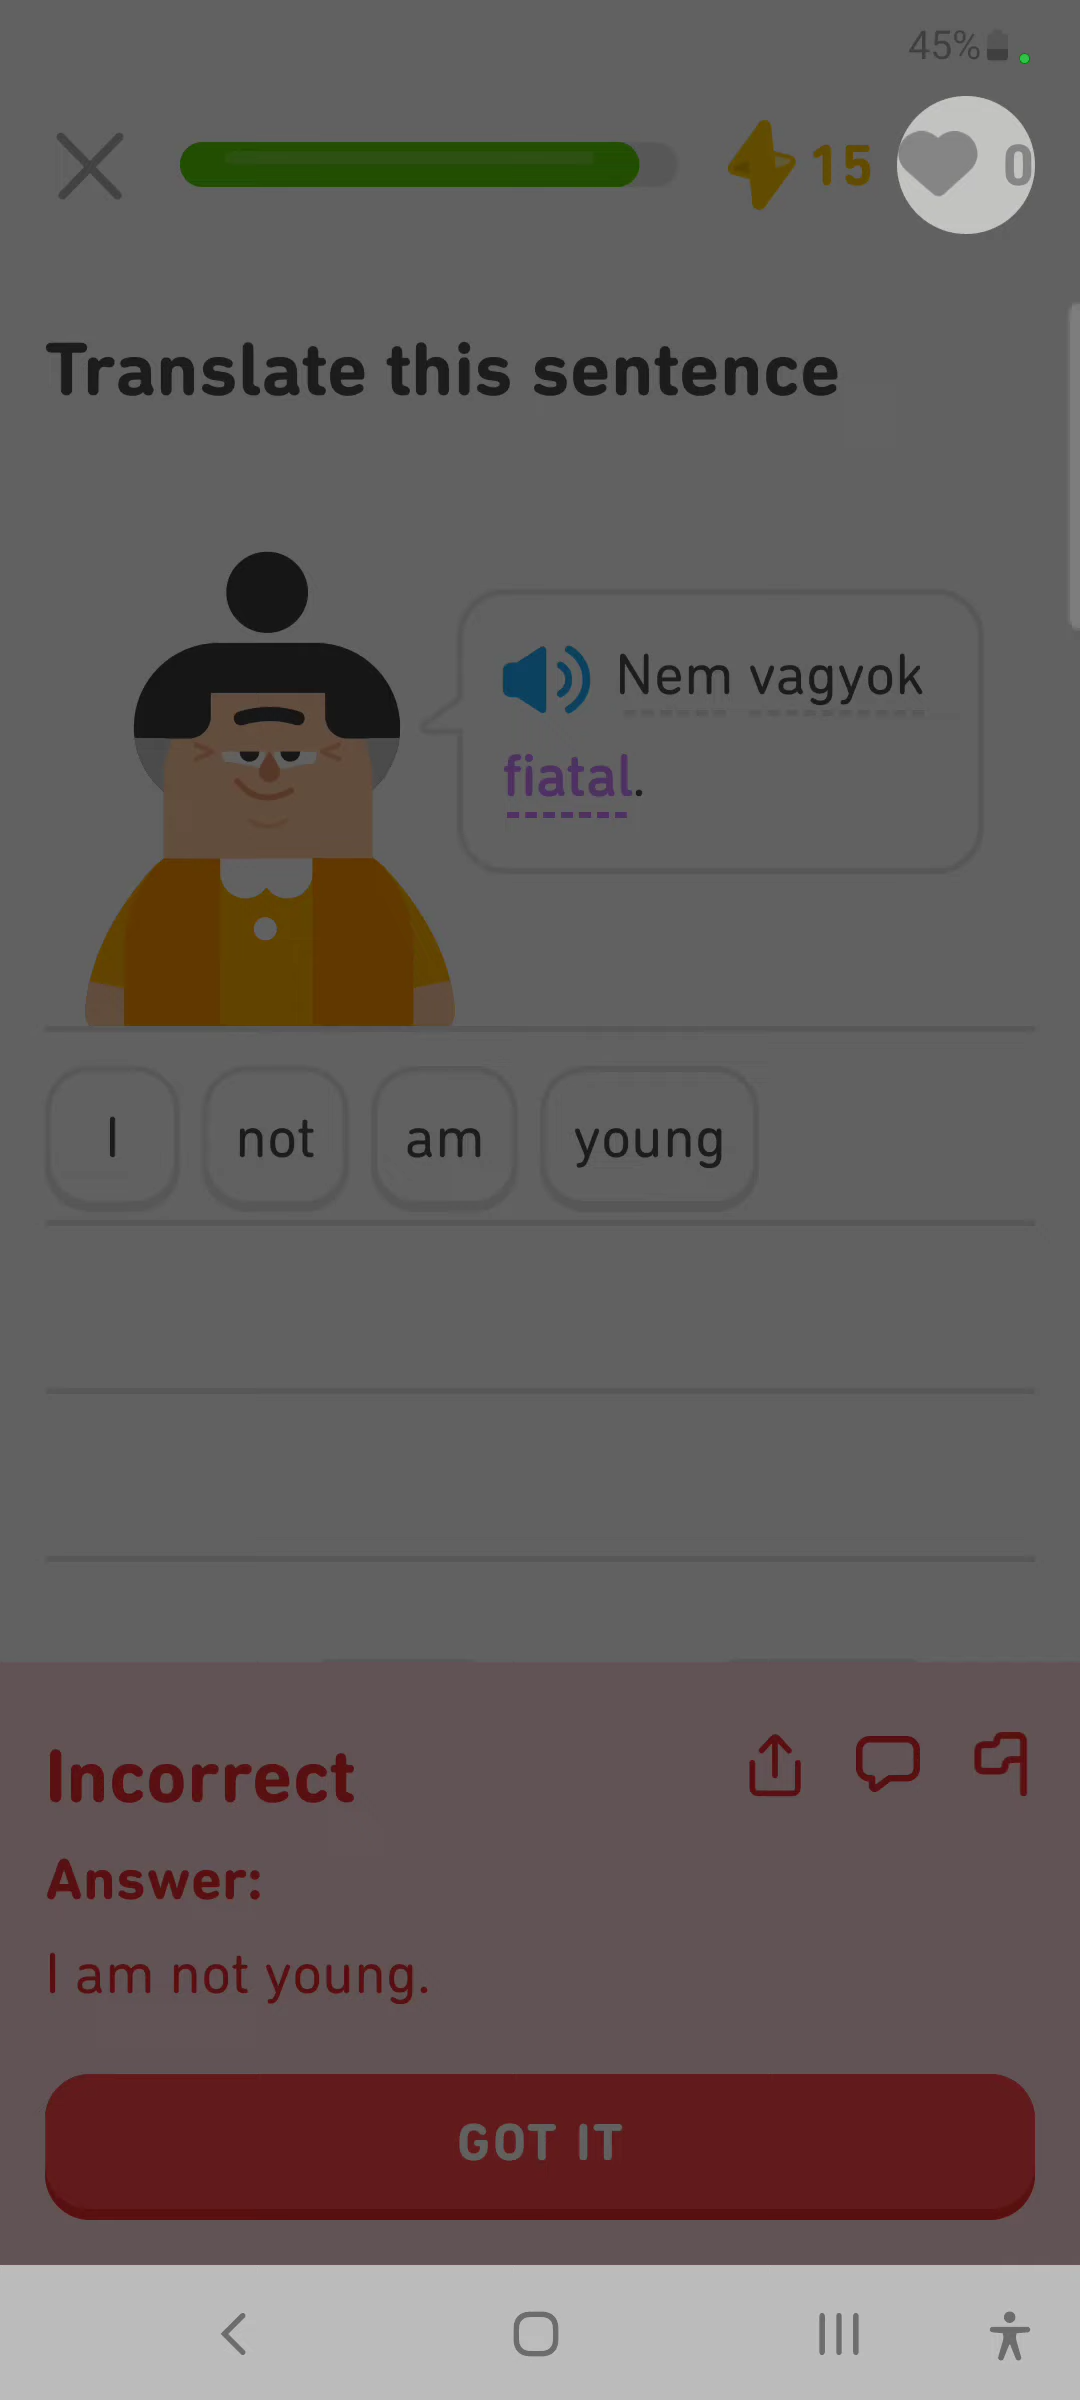 45%
15
0
Translate this sentence
Nem vagyok
fiatal.
I not am young
Incorrect
Answer:
I am not young.
GOT IT